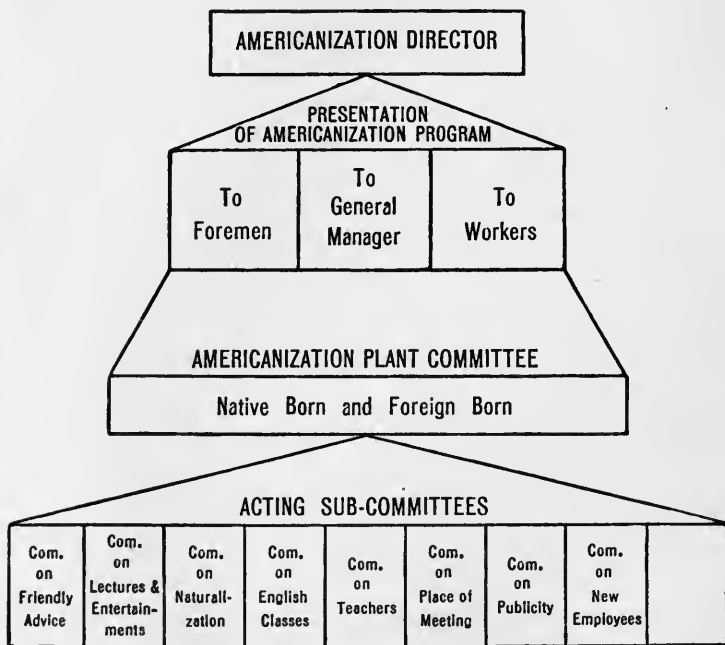 AMERICANIZATION DIRECTOR
PRESENTATION
OF AMERICANIZATION PROGRAM
To
Foremen
To
General
Manager
To
Workers
AMERICANIZATION PLANT COMMITTEE
Native Born and Foreign Born
ACTING SUB-COMMITTEES
Com.
on
Friendly
Advice
Com.
on
Lectures &
Entertain-
ments
Com.
on
Naturali-
zation
Com.
on
English
Classes
Com.
on
Teachers
Com.
on
Place of
Meeting
Com.
on
Publicity
Com.
on
New
Employees